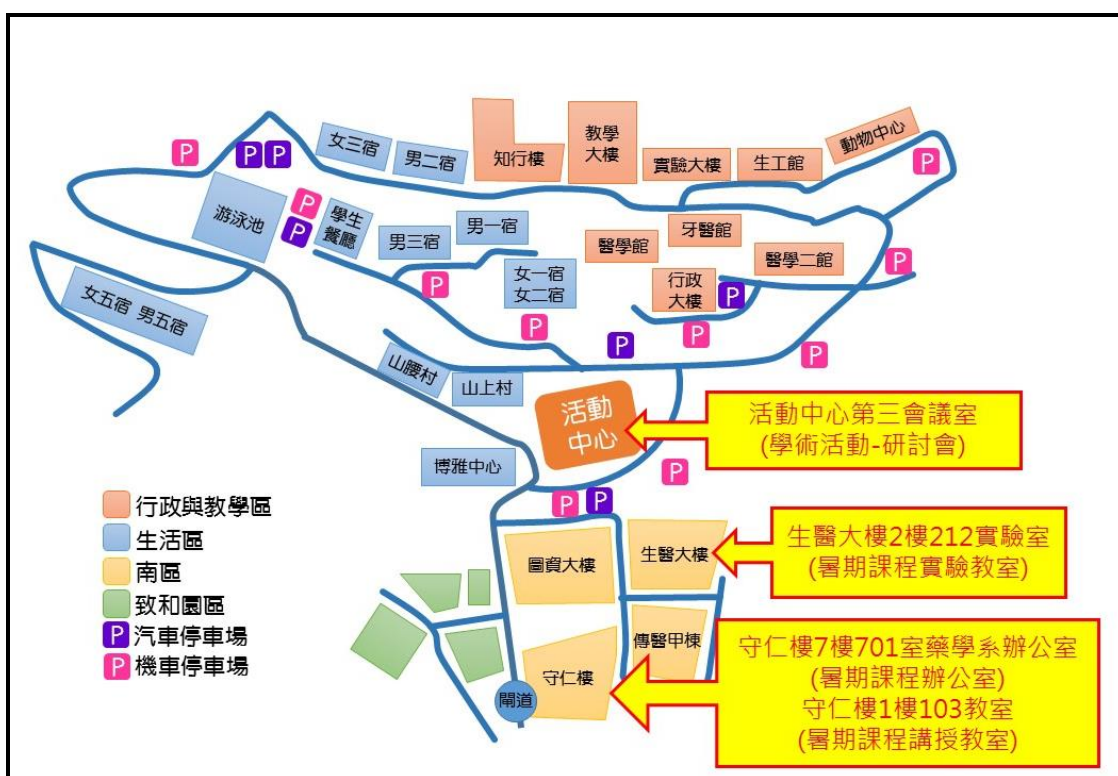 動物中心
女三宿
男二宿
知行樓
教學
大樓
實驗大樓
生工館
P
P
P
P
游泳池
P
P
學生
餐廳
男三宿
男一宿
醫學館
牙醫館
醫學二館
P
P
女一宿
女二宿
行政
大樓
P
女五宿 男五宿
P
P
P
P
山腰村
山上村
活動
中心
活動中心第三會議室
(學術活動-研討會)
博雅中心
P
P
P
行政與教學區
生活區
南區
致和園區
P 汽車停車場
P 機車停車場
圖資大樓
生醫大樓
生醫大樓2樓212實驗室
(暑期課程實驗教室)
傳醫甲棟
守仁樓
閘道
守仁樓7樓701室藥學系辦公室
(暑期課程辦公室)
守仁樓1樓103教室
(暑期課程講授教室)